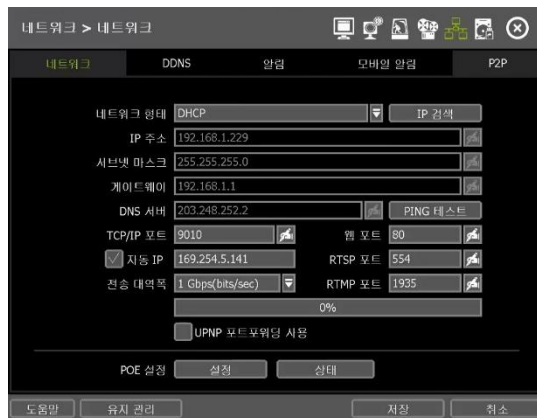 네트워크 > 네트워크
네트워크 DDNS 알림 모바일 알림 P2P
네트워크 형태 DHCP IP 검색
IP 주소 192.168.1.229
서브넷 마스크 255.255.255.0
게이트웨이 192.168.1.1
DNS 서버 203.248.252.2 PING 테스트
TCP/IP 포트 9010 웹 포트 80
자동 IP 169.254.5.141 RTSP 포트 554
전송 대역폭 1 Gbps(bits/sec) RTMP 포트 1935
0%
UPNP 포트포워딩 사용
POE 설정 설정 상태
도움말 유지 관리 저장 취소